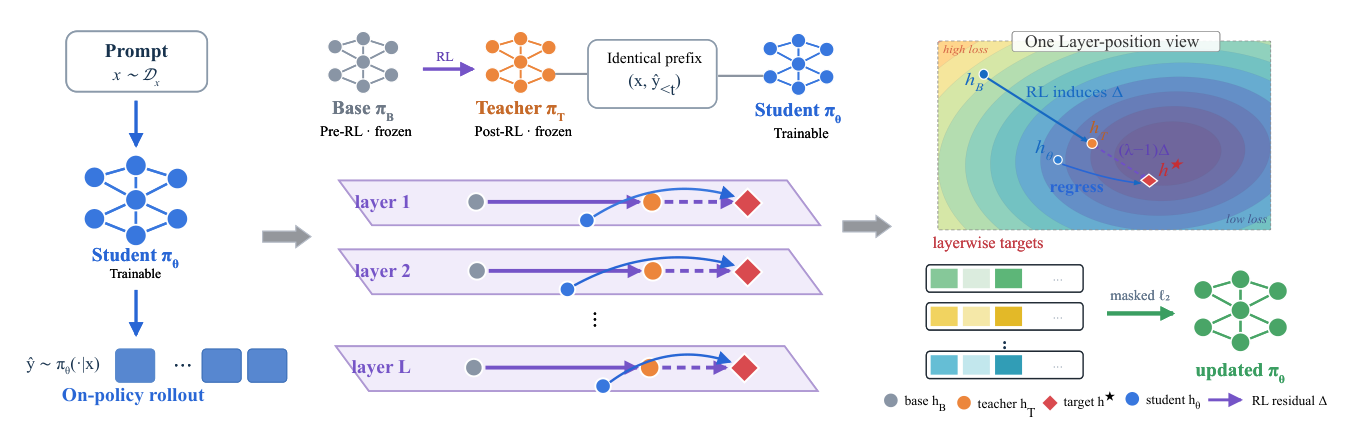 Prompt
x ∼ 𝒟ₓ
Student π_θ
Trainable
ŷ ∼ π_θ(·|x)
...
On-policy rollout
RL
Base π_B
Pre-RL · frozen
Teacher π_T
Post-RL · frozen
Identical prefix
(x, ŷ_<t)
Student π_θ
Trainable
layer 1
layer 2
⋮
layer L
One Layer-position view
high loss
h_B
RL induces Δ
h_T
h_θ
(λ−1)Δ
h★
regress
low loss
layerwise targets
...
...
⋮
...
masked ℓ₂
updated π_θ
base h_B
teacher h_T
target h★
student h_θ
RL residual Δ